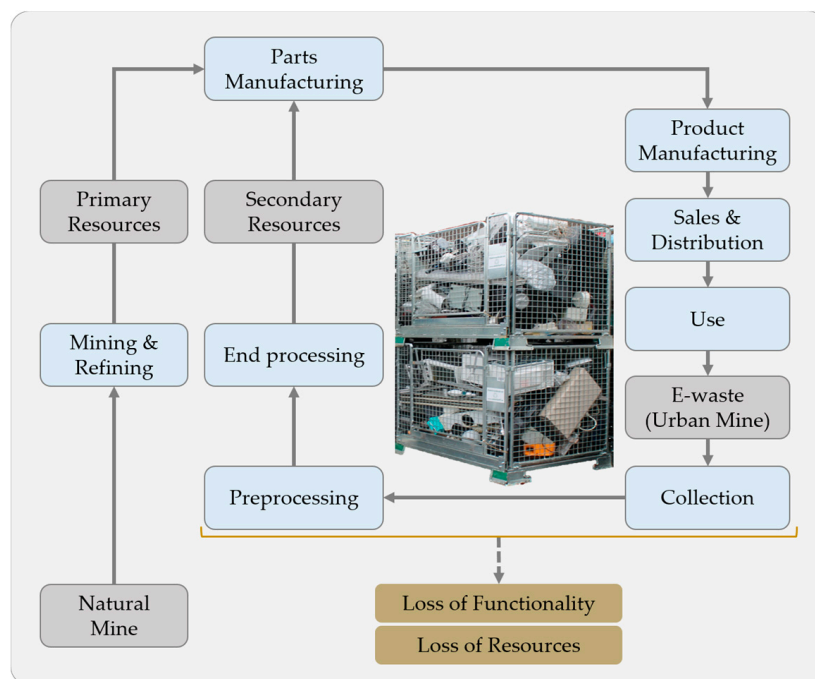 Parts
Manufacturing
Product
Manufacturing
Primary
Resources
Secondary
Resources
Sales &
Distribution
Mining &
Refining
End processing
Use
E-waste
(Urban Mine)
Preprocessing
Collection
Natural
Mine
Loss of Functionality
Loss of Resources